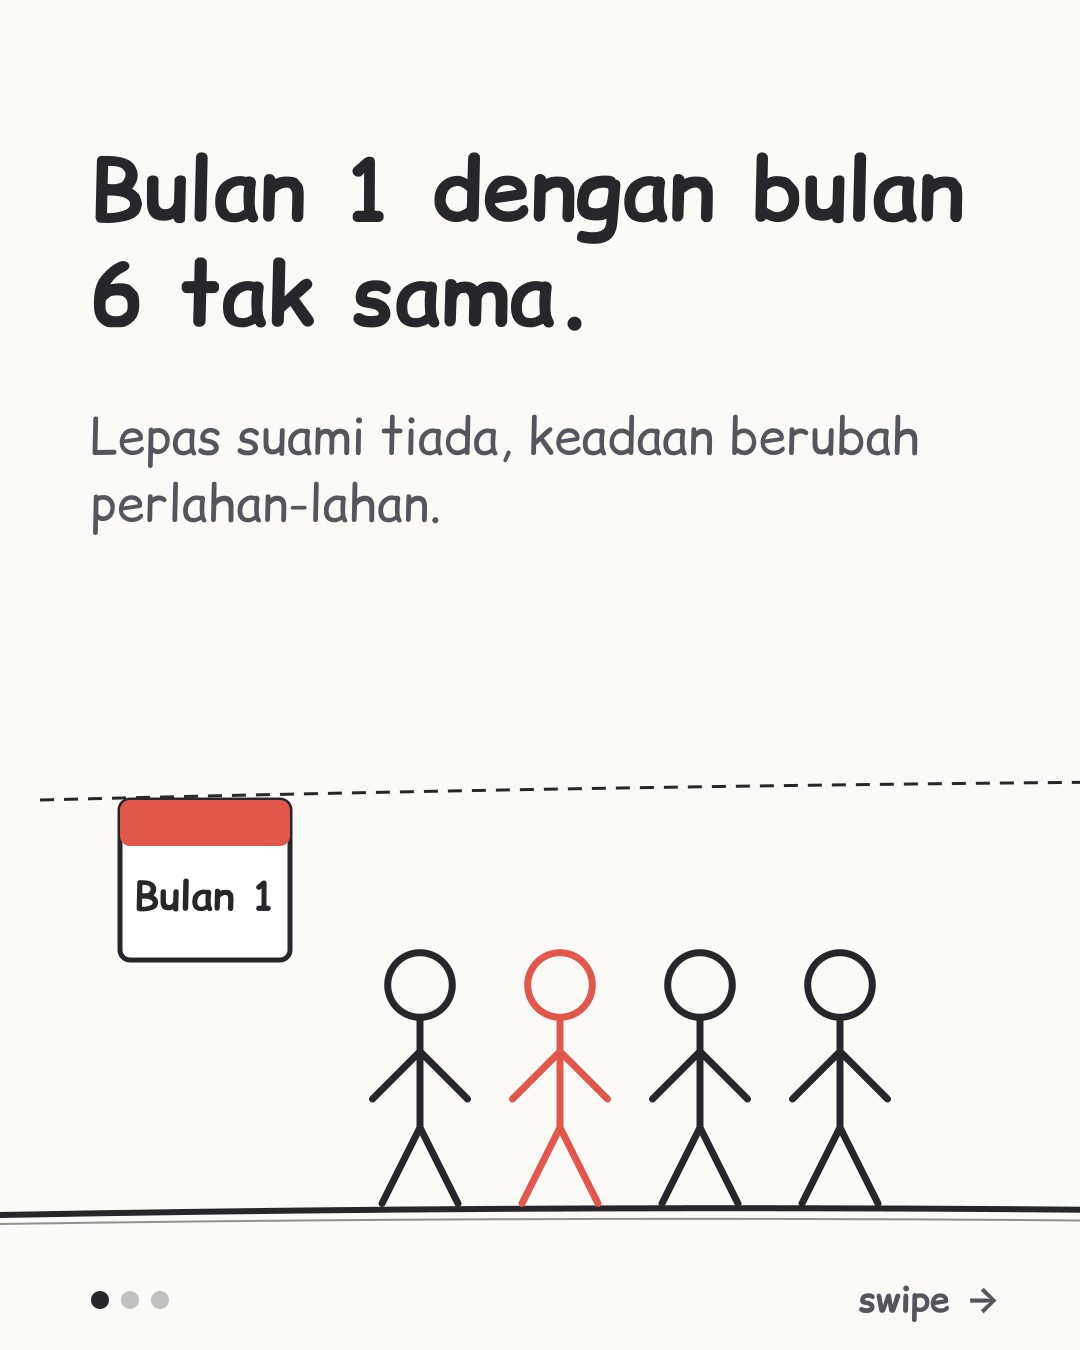 Bulan 1 dengan bulan
6 tak sama.
Lepas suami tiada, keadaan berubah
perlahan-lahan.
Bulan 1
swipe →